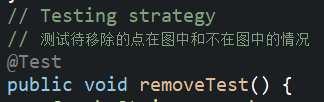 // Testing strategy
// 测试待移除的点在图中和不在图中的情况
@Test
public void removeTest() {